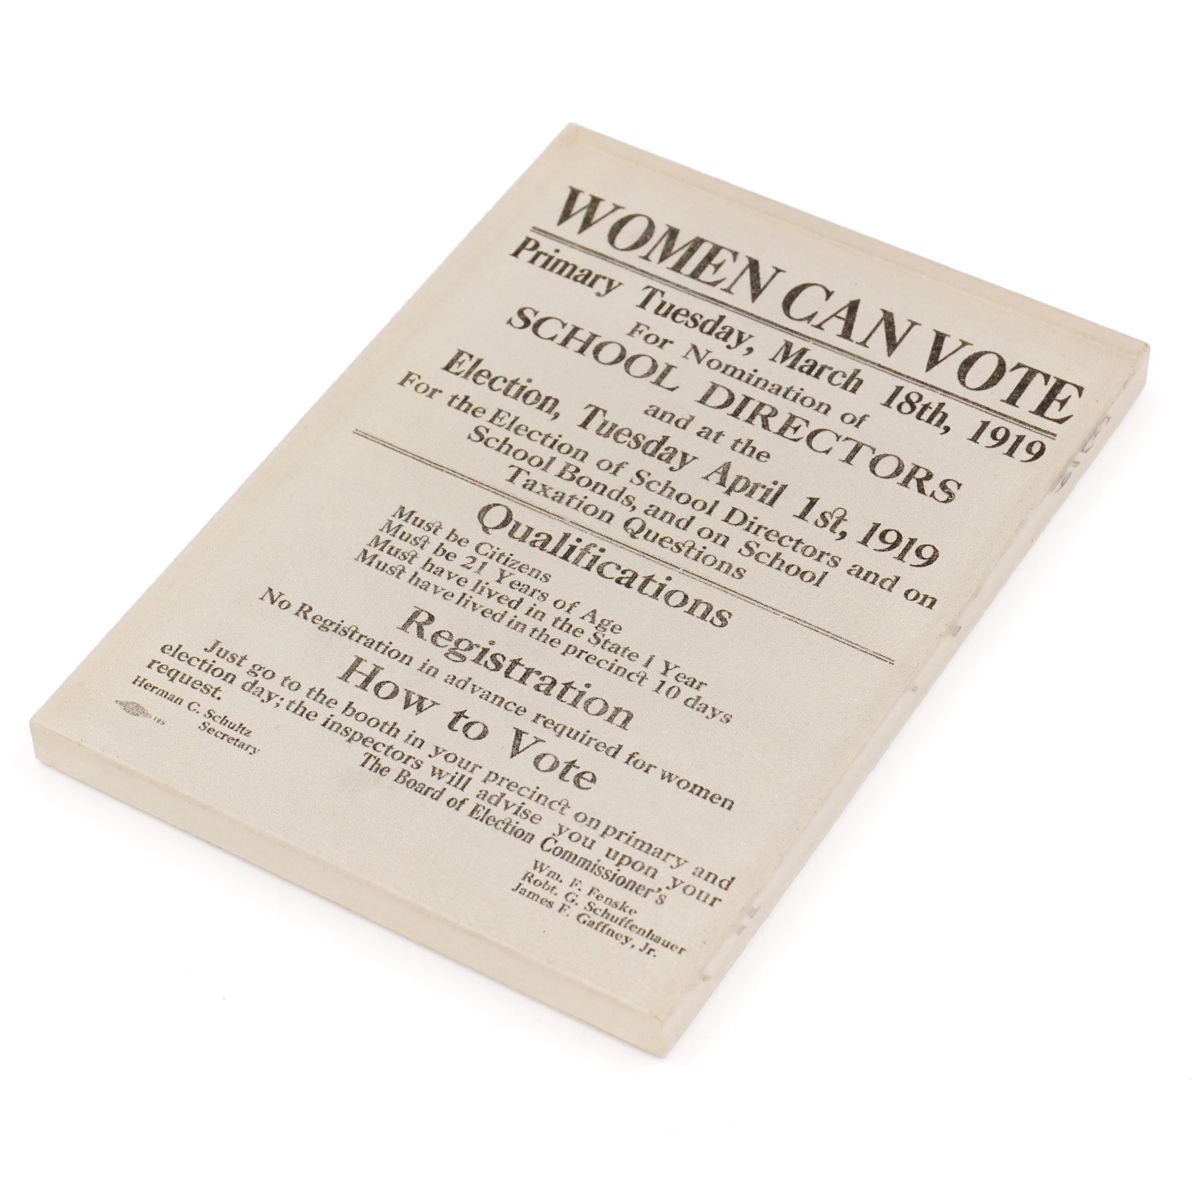 WOMEN CAN VOTE
Primary Tuesday, March 18th, 1919
For Nomination of
SCHOOL DIRECTORS
and at the
Election, Tuesday April 1st, 1919
For the Election of School Directors and on
School Bonds, and on School
Taxation Questions
Qualifications
Must be Citizens
Must be 21 Years of Age
Must have lived in the State 1 Year
Must have lived in the precinct 10 days
Registration
No Registration in advance required for women
How to Vote
Just go to the booth in your precinct on primary and
election day; the inspectors will advise you upon your
request.
The Board of Election Commissioner's
Herman C. Schultz
Secretary
Wm. F. Fenske
Robt. G. Schuffenhauer
James F. Gaffney, Jr.